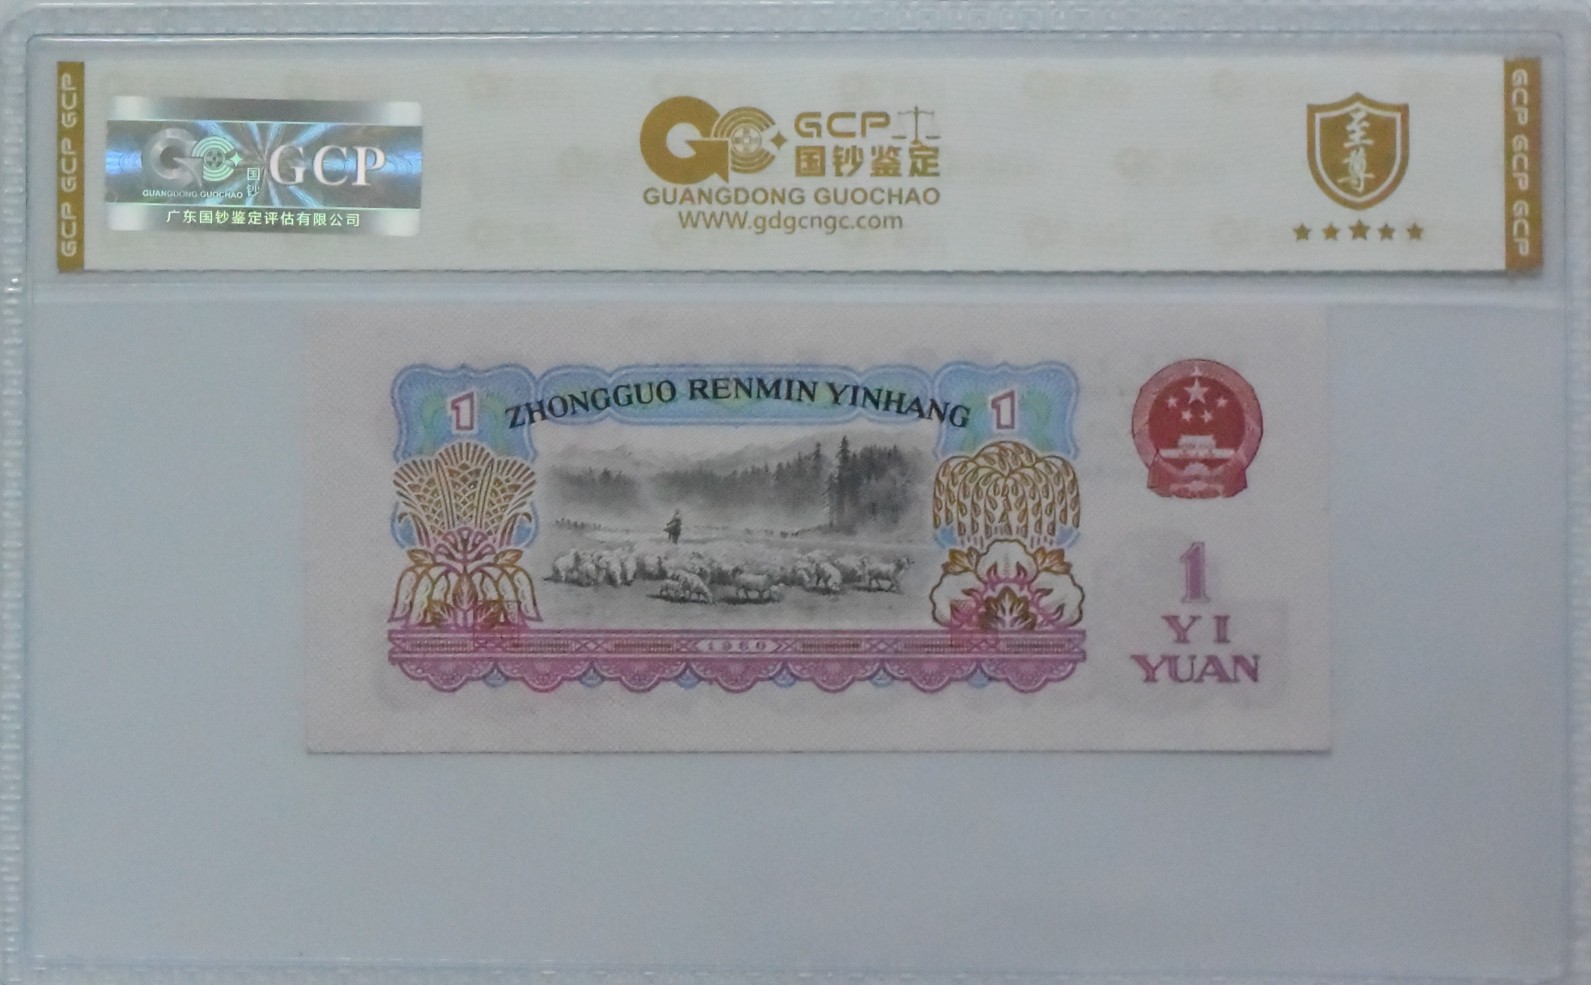 GCP GCP GCP
国钞
GCP
GUANGDONG GUOCHAO
广东国钞鉴定评估有限公司
GCP
国钞鉴定
GUANGDONG GUOCHAO
WWW.gdgcngc.com
至尊
GCP GCP GCP
1 ZHONGGUO RENMIN YINHANG 1
1960
1
YI
YUAN